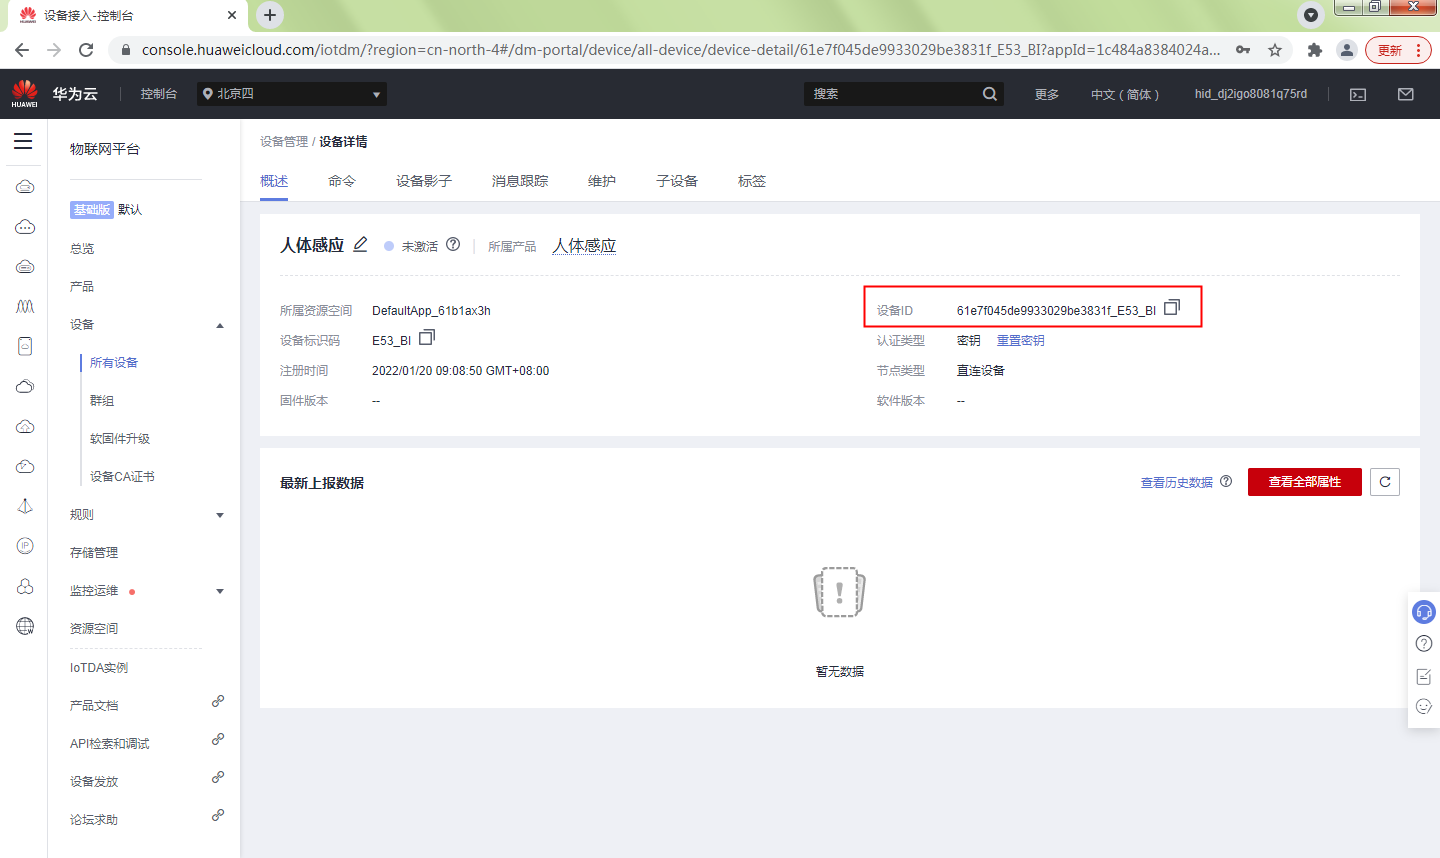 设备接入-控制台
console.huaweicloud.com/iotdm/?region=cn-north-4#/dm-portal/device/all-device/device-detail/61e7f045de9933029be3831f_E53_BI?appId=1c484a8384024a...
更新
HUAWEI
华为云
控制台
北京四
搜索
更多
中文 ( 简体 )
hid_dj2igo8081q75rd
物联网平台
基础版 默认
总览
产品
设备
所有设备
群组
软固件升级
设备CA证书
规则
存储管理
监控运维
资源空间
IoTDA实例
产品文档
API检索和调试
设备发放
论坛求助
设备管理 / 设备详情
概述 命令 设备影子 消息跟踪 维护 子设备 标签
人体感应 未激活 所属产品 人体感应
所属资源空间 DefaultApp_61b1ax3h
设备ID 61e7f045de9933029be3831f_E53_BI
设备标识码 E53_BI
认证类型 密钥 重置密钥
注册时间 2022/01/20 09:08:50 GMT+08:00
节点类型 直连设备
固件版本 --
软件版本 --
最新上报数据
查看历史数据
查看全部属性
暂无数据